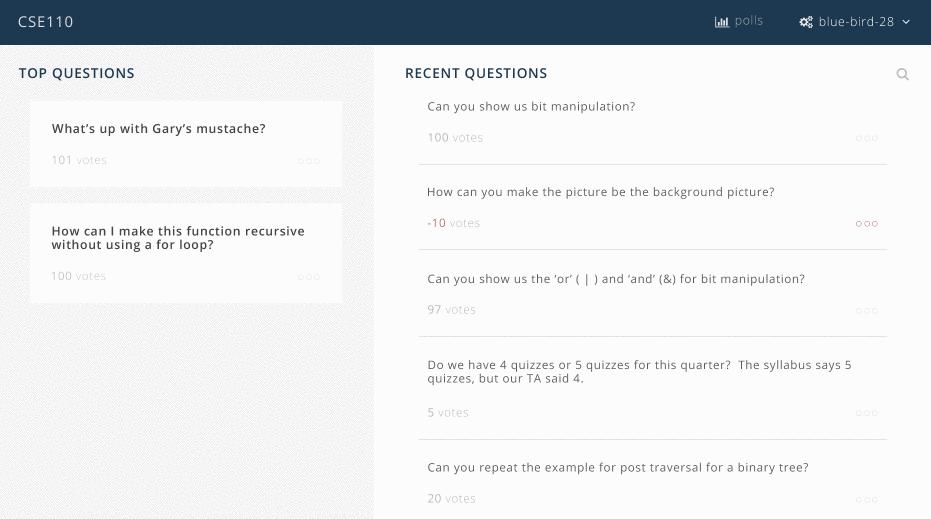 CSE110
polls
blue-bird-28
TOP QUESTIONS
What's up with Gary's mustache?
101 votes
How can I make this function recursive
without using a for loop?
100 votes
RECENT QUESTIONS
Can you show us bit manipulation?
100 votes
How can you make the picture be the background picture?
-10 votes
Can you show us the ‘or’ ( | ) and ‘and’ (&) for bit manipulation?
97 votes
Do we have 4 quizzes or 5 quizzes for this quarter?  The syllabus says 5
quizzes, but our TA said 4.
5 votes
Can you repeat the example for post traversal for a binary tree?
20 votes